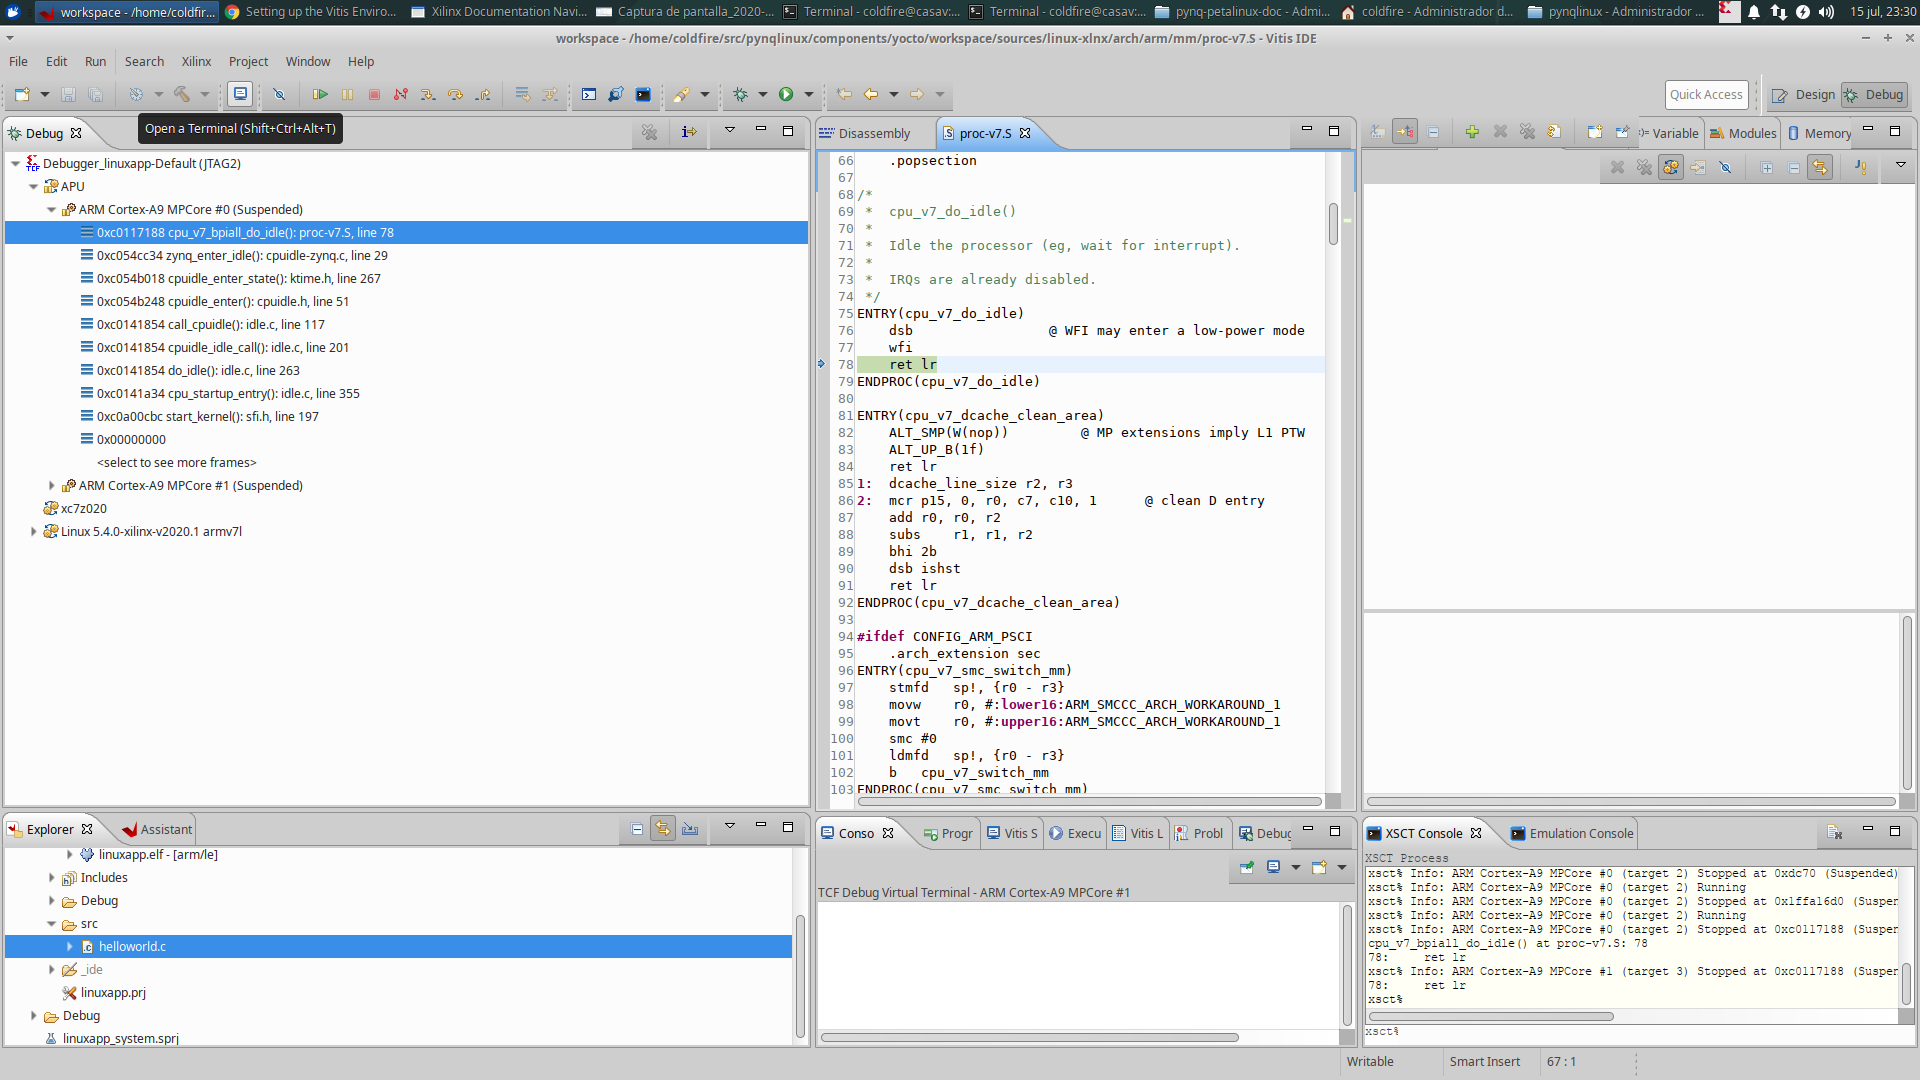 workspace - /home/coldfir...
Setting up the Vitis Enviro...
Xilinx Documentation Navi...
Captura de pantalla_2020-...
Terminal - coldfire@casav:...
Terminal - coldfire@casav:...
pynq-petalinux-doc - Admi...
coldfire - Administrador d...
pynqlinux - Administrador ...
15 jul, 23:30
workspace - /home/coldfire/src/pynqlinux/components/yocto/workspace/sources/linux-xlnx/arch/arm/mm/proc-v7.S - Vitis IDE
File Edit Run Search Xilinx Project Window Help
Quick Access
Design
Debug
Open a Terminal (Shift+Ctrl+Alt+T)
Debug
Debugger_linuxapp-Default (JTAG2)
APU
ARM Cortex-A9 MPCore #0 (Suspended)
0xc0117188 cpu_v7_bpiall_do_idle(): proc-v7.S, line 78
0xc054cc34 zynq_enter_idle(): cpuidle-zynq.c, line 29
0xc054b018 cpuidle_enter_state(): ktime.h, line 267
0xc054b248 cpuidle_enter(): cpuidle.h, line 51
0xc0141854 call_cpuidle(): idle.c, line 117
0xc0141854 cpuidle_idle_call(): idle.c, line 201
0xc0141854 do_idle(): idle.c, line 263
0xc0141a34 cpu_startup_entry(): idle.c, line 355
0xc0a00cbc start_kernel(): sfi.h, line 197
0x00000000
<select to see more frames>
ARM Cortex-A9 MPCore #1 (Suspended)
xc7z020
Linux 5.4.0-xilinx-v2020.1 armv7l
Disassembly
proc-v7.S
66     .popsection
67
68 /*
69  *  cpu_v7_do_idle()
70  *
71  *  Idle the processor (eg, wait for interrupt).
72  *
73  *  IRQs are already disabled.
74  */
75 ENTRY(cpu_v7_do_idle)
76     dsb                 @ WFI may enter a low-power mode
77     wfi
78     ret lr
79 ENDPROC(cpu_v7_do_idle)
80
81 ENTRY(cpu_v7_dcache_clean_area)
82     ALT_SMP(W(nop))         @ MP extensions imply L1 PTW
83     ALT_UP_B(1f)
84     ret lr
85 1:  dcache_line_size r2, r3
86 2:  mcr p15, 0, r0, c7, c10, 1      @ clean D entry
87     add r0, r0, r2
88     subs    r1, r1, r2
89     bhi 2b
90     dsb ishst
91     ret lr
92 ENDPROC(cpu_v7_dcache_clean_area)
93
94 #ifdef CONFIG_ARM_PSCI
95     .arch_extension sec
96 ENTRY(cpu_v7_smc_switch_mm)
97     stmfd   sp!, {r0 - r3}
98     movw    r0, #:lower16:ARM_SMCCC_ARCH_WORKAROUND_1
99     movt    r0, #:upper16:ARM_SMCCC_ARCH_WORKAROUND_1
100     smc #0
101     ldmfd   sp!, {r0 - r3}
102     b   cpu_v7_switch_mm
103 ENDPROC(cpu_v7_smc_switch_mm)
Variable
Modules
Memory
Explorer
Assistant
linuxapp.elf - [arm/le]
Includes
Debug
src
helloworld.c
_ide
linuxapp.prj
Debug
linuxapp_system.sprj
Conso
Progr
Vitis S
Execu
Vitis L
Probl
Debug
TCF Debug Virtual Terminal - ARM Cortex-A9 MPCore #1
XSCT Console
Emulation Console
XSCT Process
xsct% Info: ARM Cortex-A9 MPCore #0 (target 2) Stopped at 0xdc70 (Suspended)
xsct% Info: ARM Cortex-A9 MPCore #0 (target 2) Running
xsct% Info: ARM Cortex-A9 MPCore #0 (target 2) Stopped at 0x1ffa16d0 (Suspen
xsct% Info: ARM Cortex-A9 MPCore #0 (target 2) Running
xsct% Info: ARM Cortex-A9 MPCore #0 (target 2) Stopped at 0xc0117188 (Suspen
cpu_v7_bpiall_do_idle() at proc-v7.S: 78
78:     ret lr
xsct% Info: ARM Cortex-A9 MPCore #1 (target 3) Stopped at 0xc0117188 (Suspen
78:     ret lr
xsct%
xsct%
Writable
Smart Insert
67 : 1